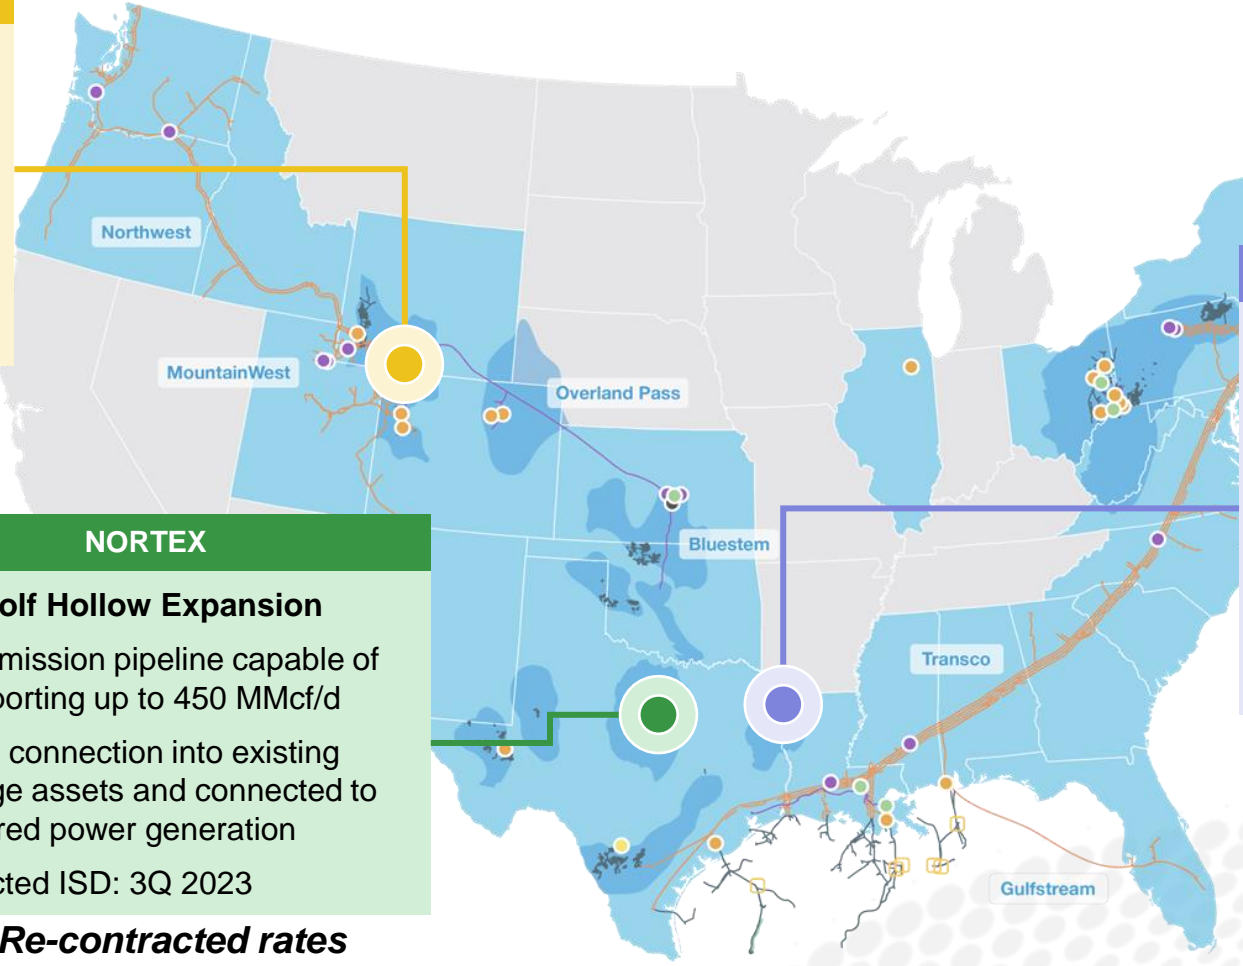 Northwest
MountainWest
Overland Pass
Bluestem
Transco
Gulfstream
NORTEX
olf Hollow Expansion
mission pipeline capable of
porting up to 450 MMcf/d
connection into existing
ge assets and connected to
red power generation
cted ISD: 3Q 2023
Re-contracted rates